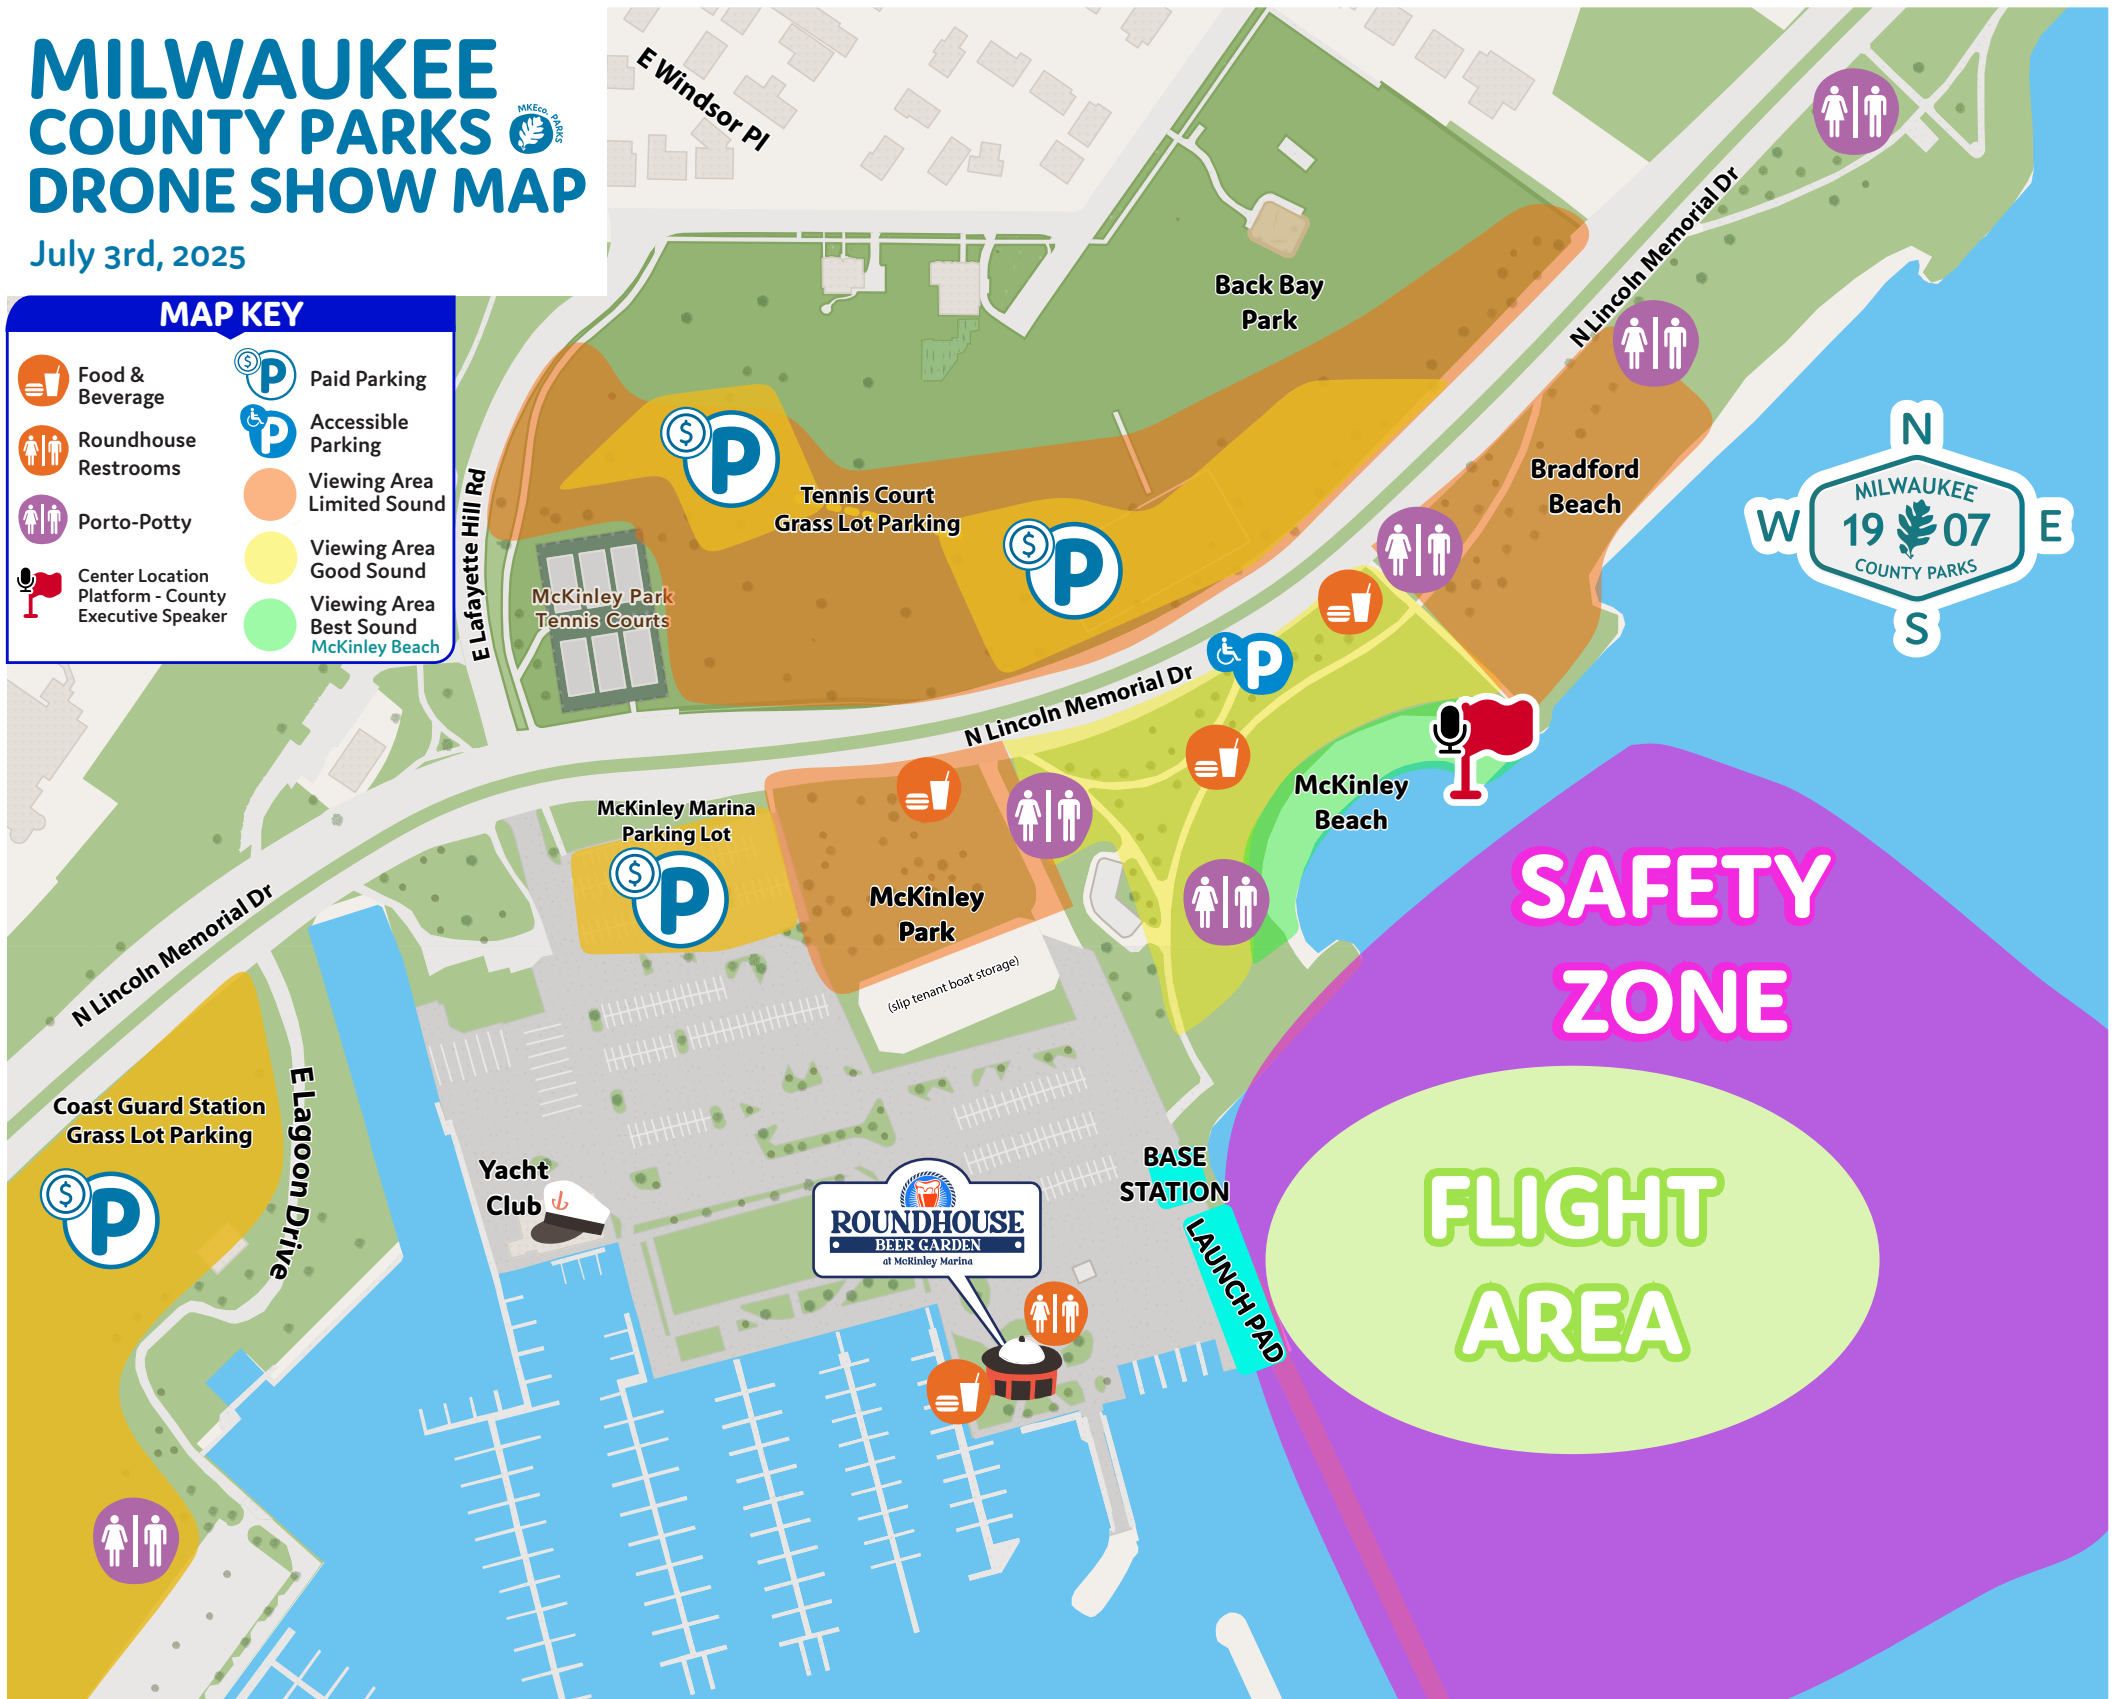 MILWAUKEE
COUNTY PARKS
MKEco. PARKS
DRONE SHOW MAP
July 3rd, 2025
MAP KEY
Food &
Beverage
Roundhouse
Restrooms
Porto-Potty
Center Location
Platform - County
Executive Speaker
$ P
Paid Parking
P
Accessible
Parking
Viewing Area
Limited Sound
Viewing Area
Good Sound
Viewing Area
Best Sound
McKinley Beach
E Windsor Pl
Back Bay
Park
N Lincoln Memorial Dr
E Lafayette Hill Rd
$ P
Tennis Court
Grass Lot Parking
$ P
McKinley Park
Tennis Courts
Bradford
Beach
N
W
E
S
MILWAUKEE
19 07
COUNTY PARKS
P
N Lincoln Memorial Dr
McKinley
Beach
McKinley Marina
Parking Lot
$ P
McKinley
Park
(slip tenant boat storage)
N Lincoln Memorial Dr
SAFETY
ZONE
Coast Guard Station
Grass Lot Parking
$ P
E Lagoon Drive
Yacht
Club
ROUNDHOUSE
BEER GARDEN
at McKinley Marina
BASE
STATION
LAUNCH PAD
FLIGHT
AREA